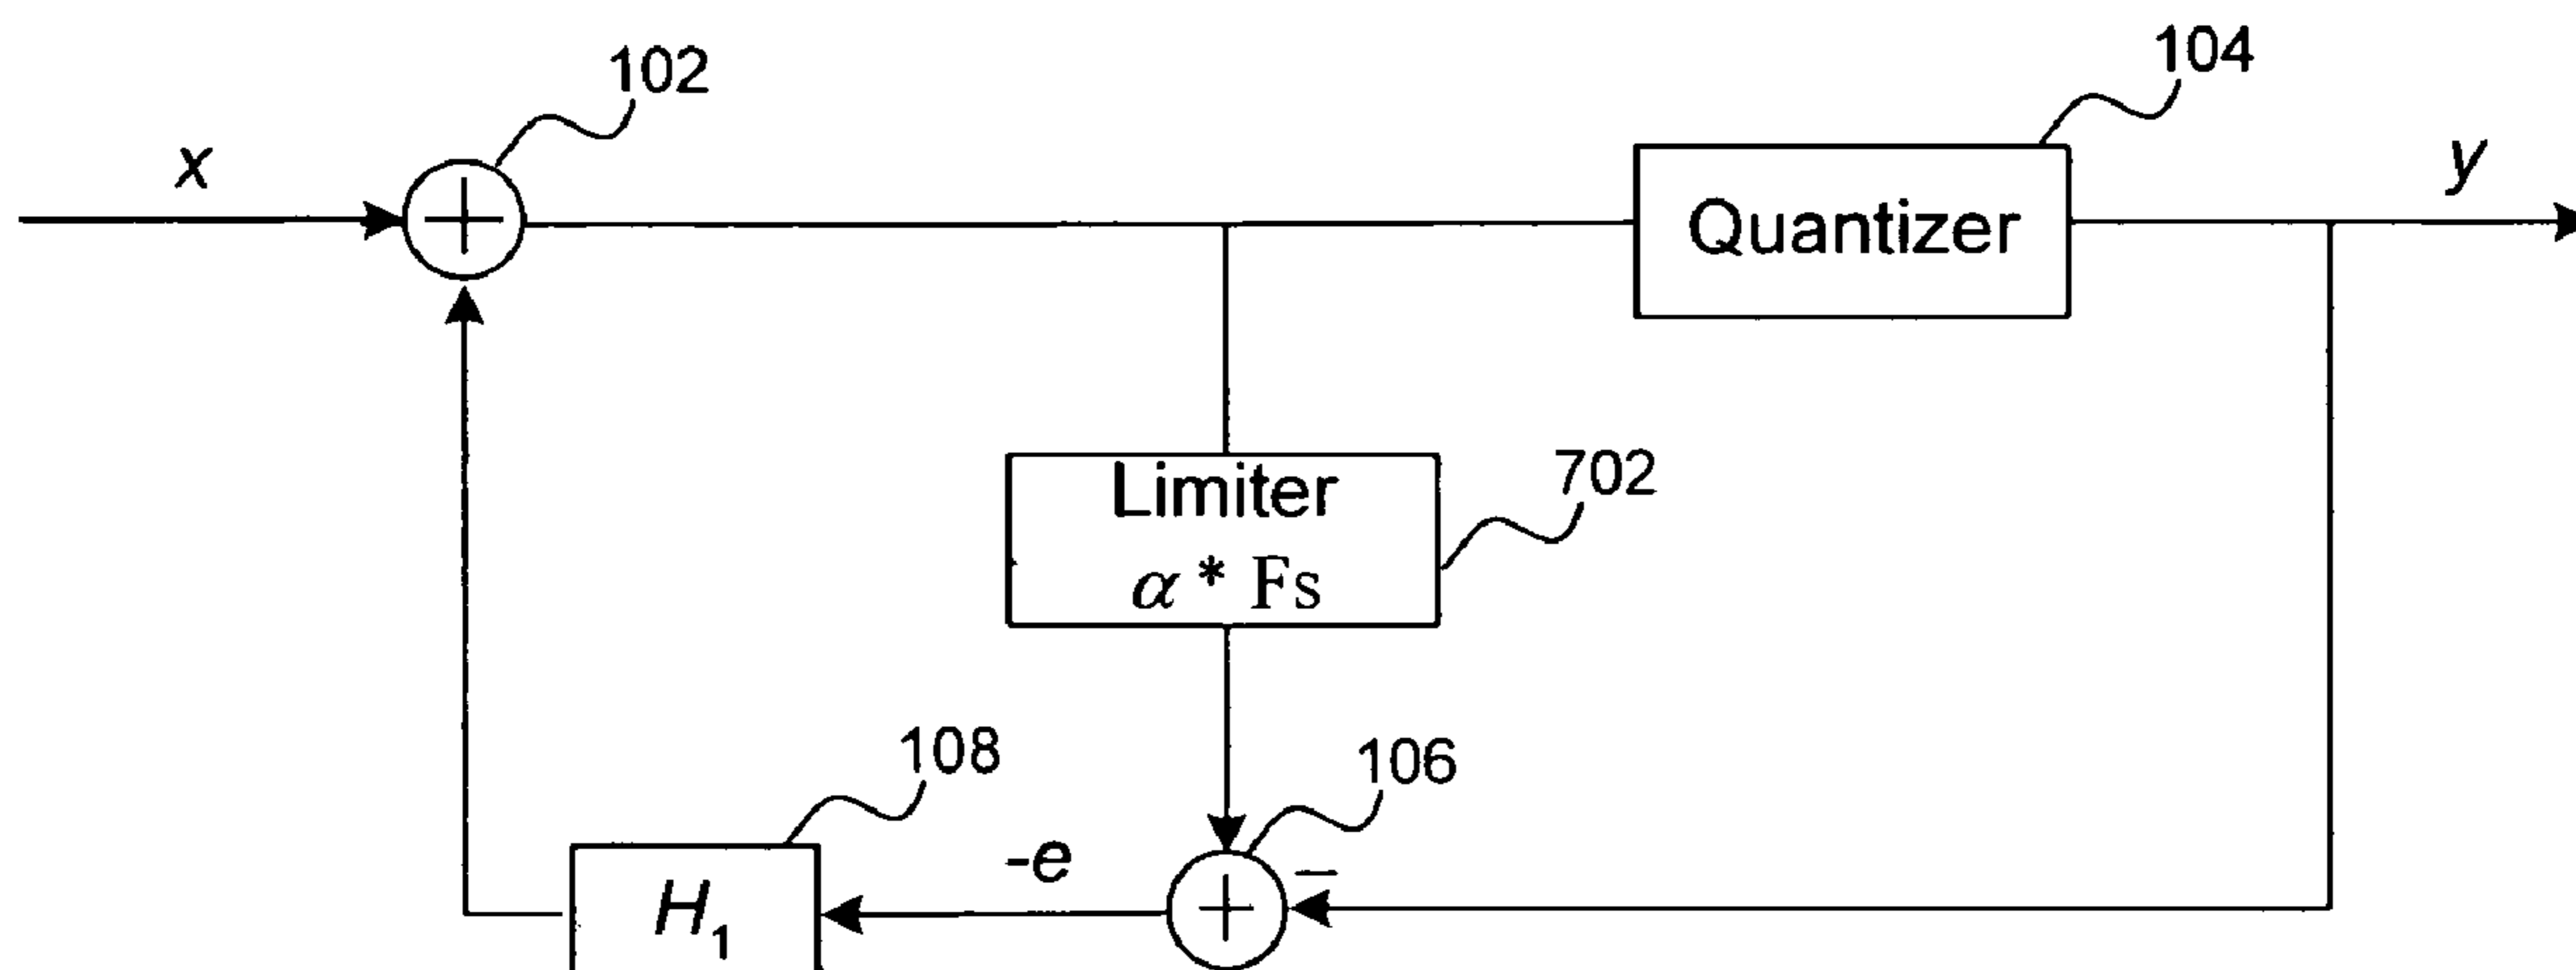 102
104
x
y
Quantizer
Limiter
α * Fs
702
108
106
-e
–
H₁